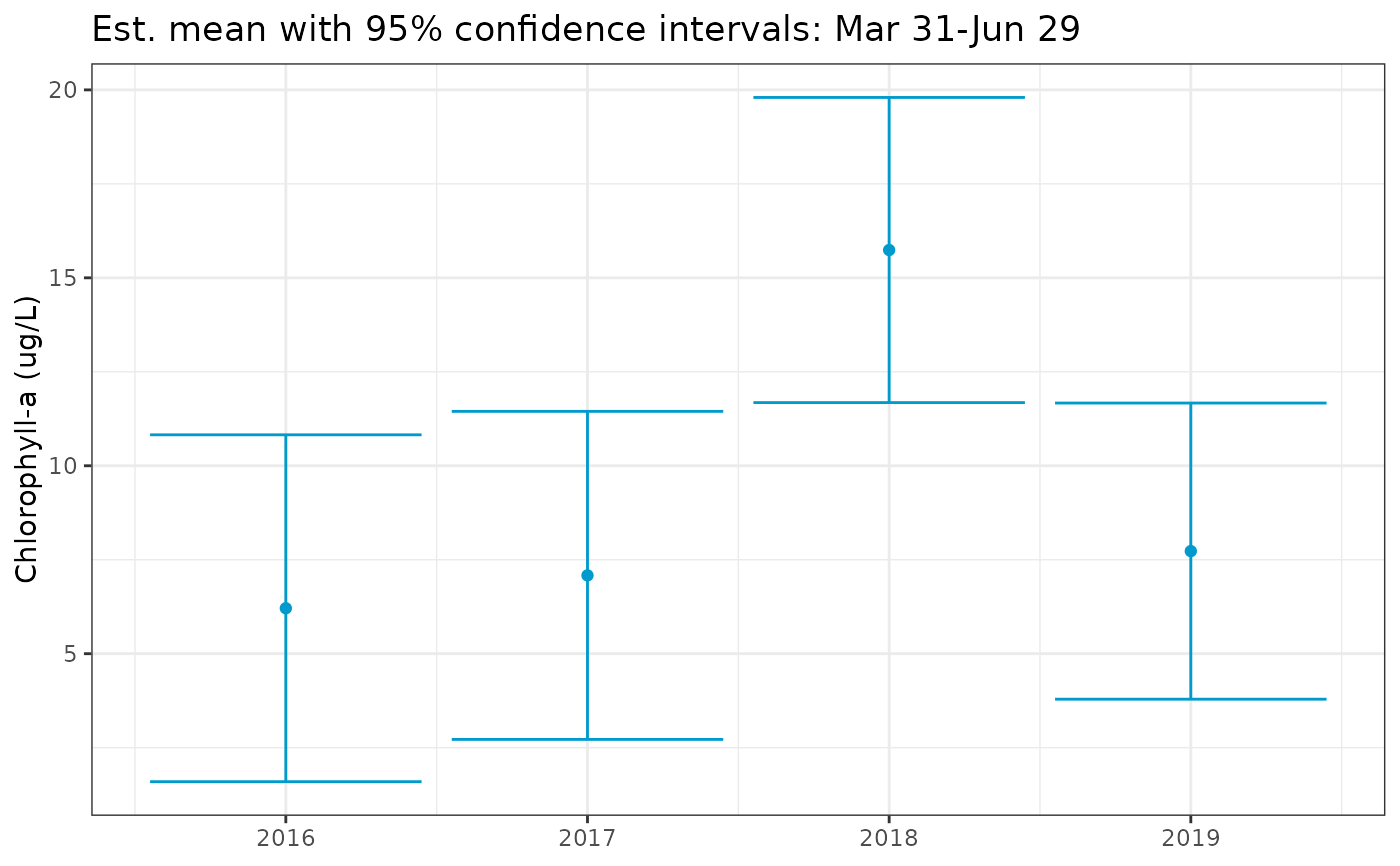 Est. mean with 95% confidence intervals: Mar 31-Jun 29
Chlorophyll-a (ug/L)
20
15
10
5
2016 2017 2018 2019